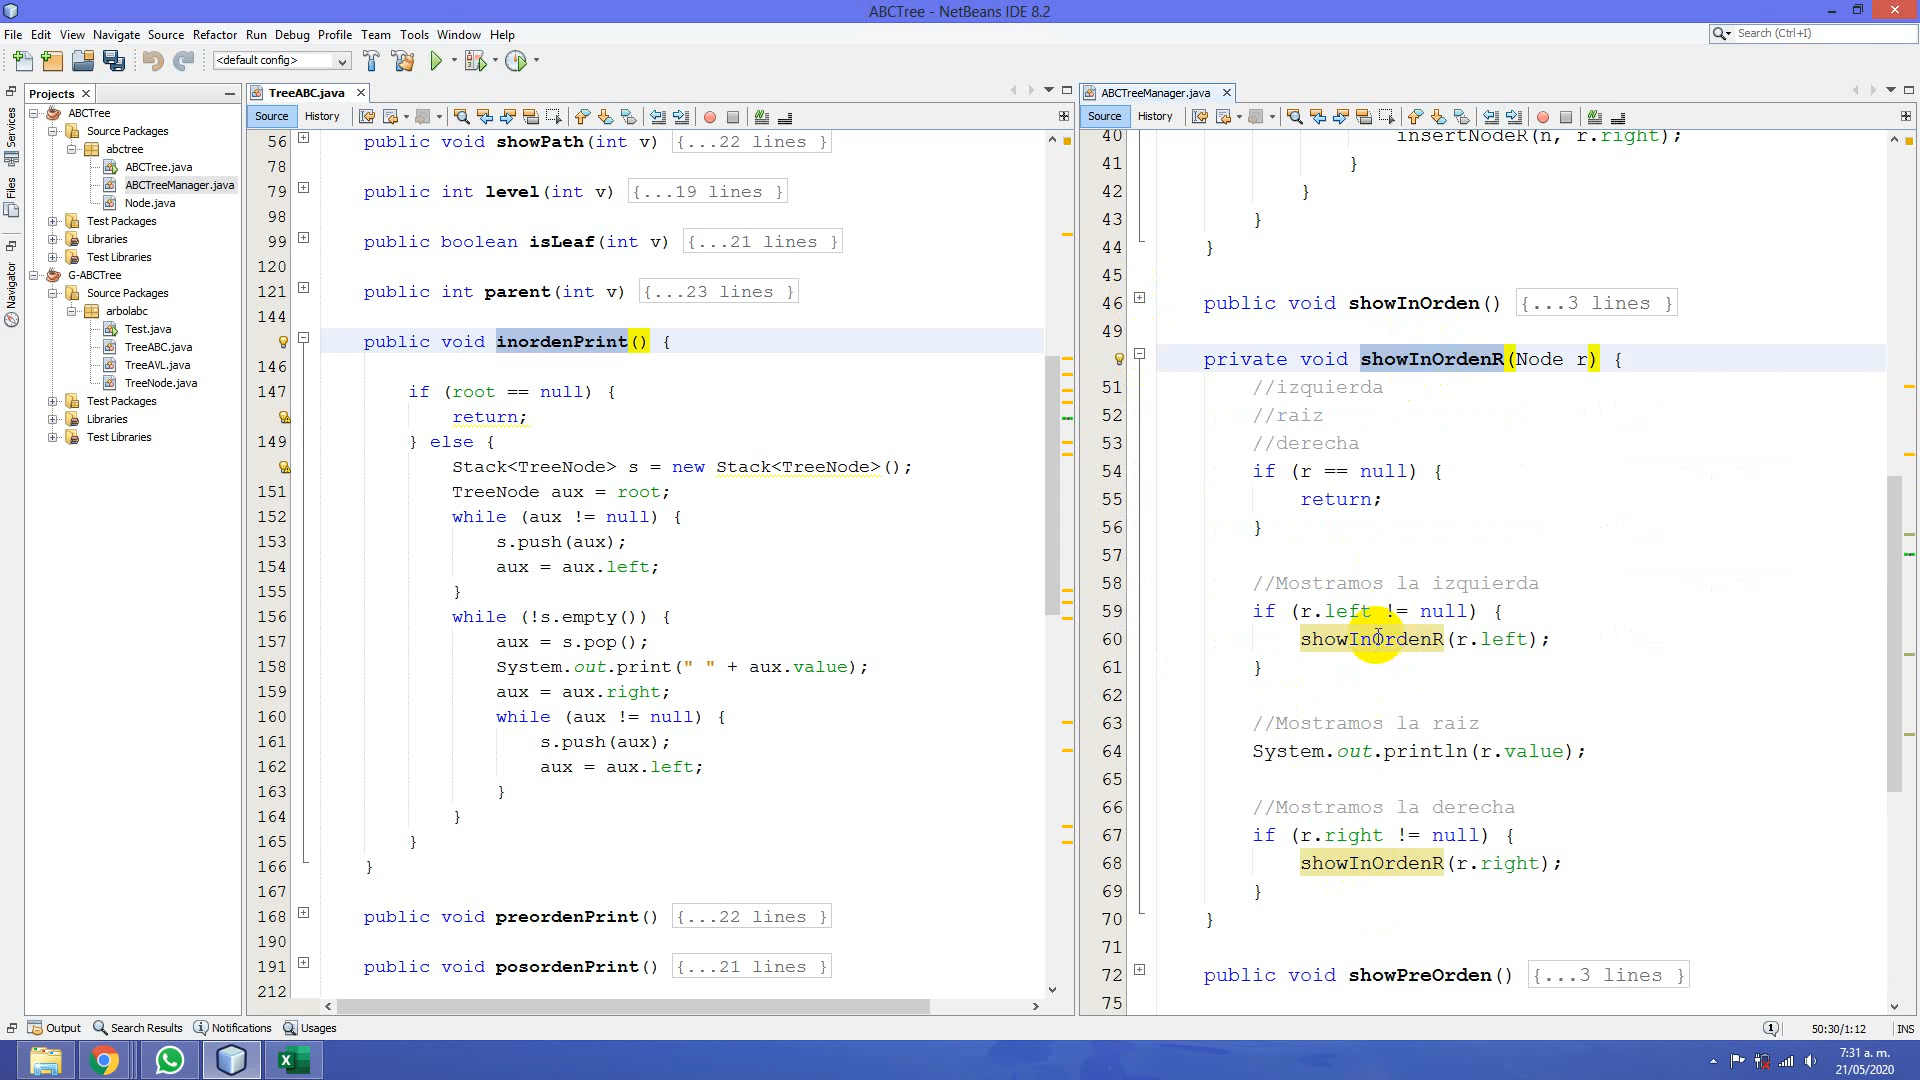 ABCTree - NetBeans IDE 8.2
File Edit View Navigate Source Refactor Run Debug Profile Team Tools Window Help
Search (Ctrl+I)
<default config>
Projects
ABCTree
Source Packages
abctree
ABCTree.java
ABCTreeManager.java
Node.java
Test Packages
Libraries
Test Libraries
G-ABCTree
Source Packages
arbolabc
Test.java
TreeABC.java
TreeAVL.java
TreeNode.java
Test Packages
Libraries
Test Libraries
Services
Files
Navigator
TreeABC.java
Source History
56 public void showPath(int v) {...22 lines }
78
79 public int level(int v) {...19 lines }
98
99 public boolean isLeaf(int v) {...21 lines }
120
121 public int parent(int v) {...23 lines }
144
public void inordenPrint() {
146
147 if (root == null) {
return;
149 } else {
Stack<TreeNode> s = new Stack<TreeNode>();
151 TreeNode aux = root;
152 while (aux != null) {
153 s.push(aux);
154 aux = aux.left;
155 }
156 while (!s.empty()) {
157 aux = s.pop();
158 System.out.print(" " + aux.value);
159 aux = aux.right;
160 while (aux != null) {
161 s.push(aux);
162 aux = aux.left;
163 }
164 }
165 }
166 }
167
168 public void preordenPrint() {...22 lines }
190
191 public void posordenPrint() {...21 lines }
212
ABCTreeManager.java
Source History
40 insertNodeR(n, r.right);
41 }
42 }
43 }
44 }
45
46 public void showInOrden() {...3 lines }
49
private void showInOrdenR(Node r) {
51 //izquierda
52 //raiz
53 //derecha
54 if (r == null) {
55 return;
56 }
57
58 //Mostramos la izquierda
59 if (r.left != null) {
60 showInOrdenR(r.left);
61 }
62
63 //Mostramos la raiz
64 System.out.println(r.value);
65
66 //Mostramos la derecha
67 if (r.right != null) {
68 showInOrdenR(r.right);
69 }
70 }
71
72 public void showPreOrden() {...3 lines }
75
Output Search Results Notifications Usages
1 50:30/1:12 INS
7:31 a. m.
21/05/2020